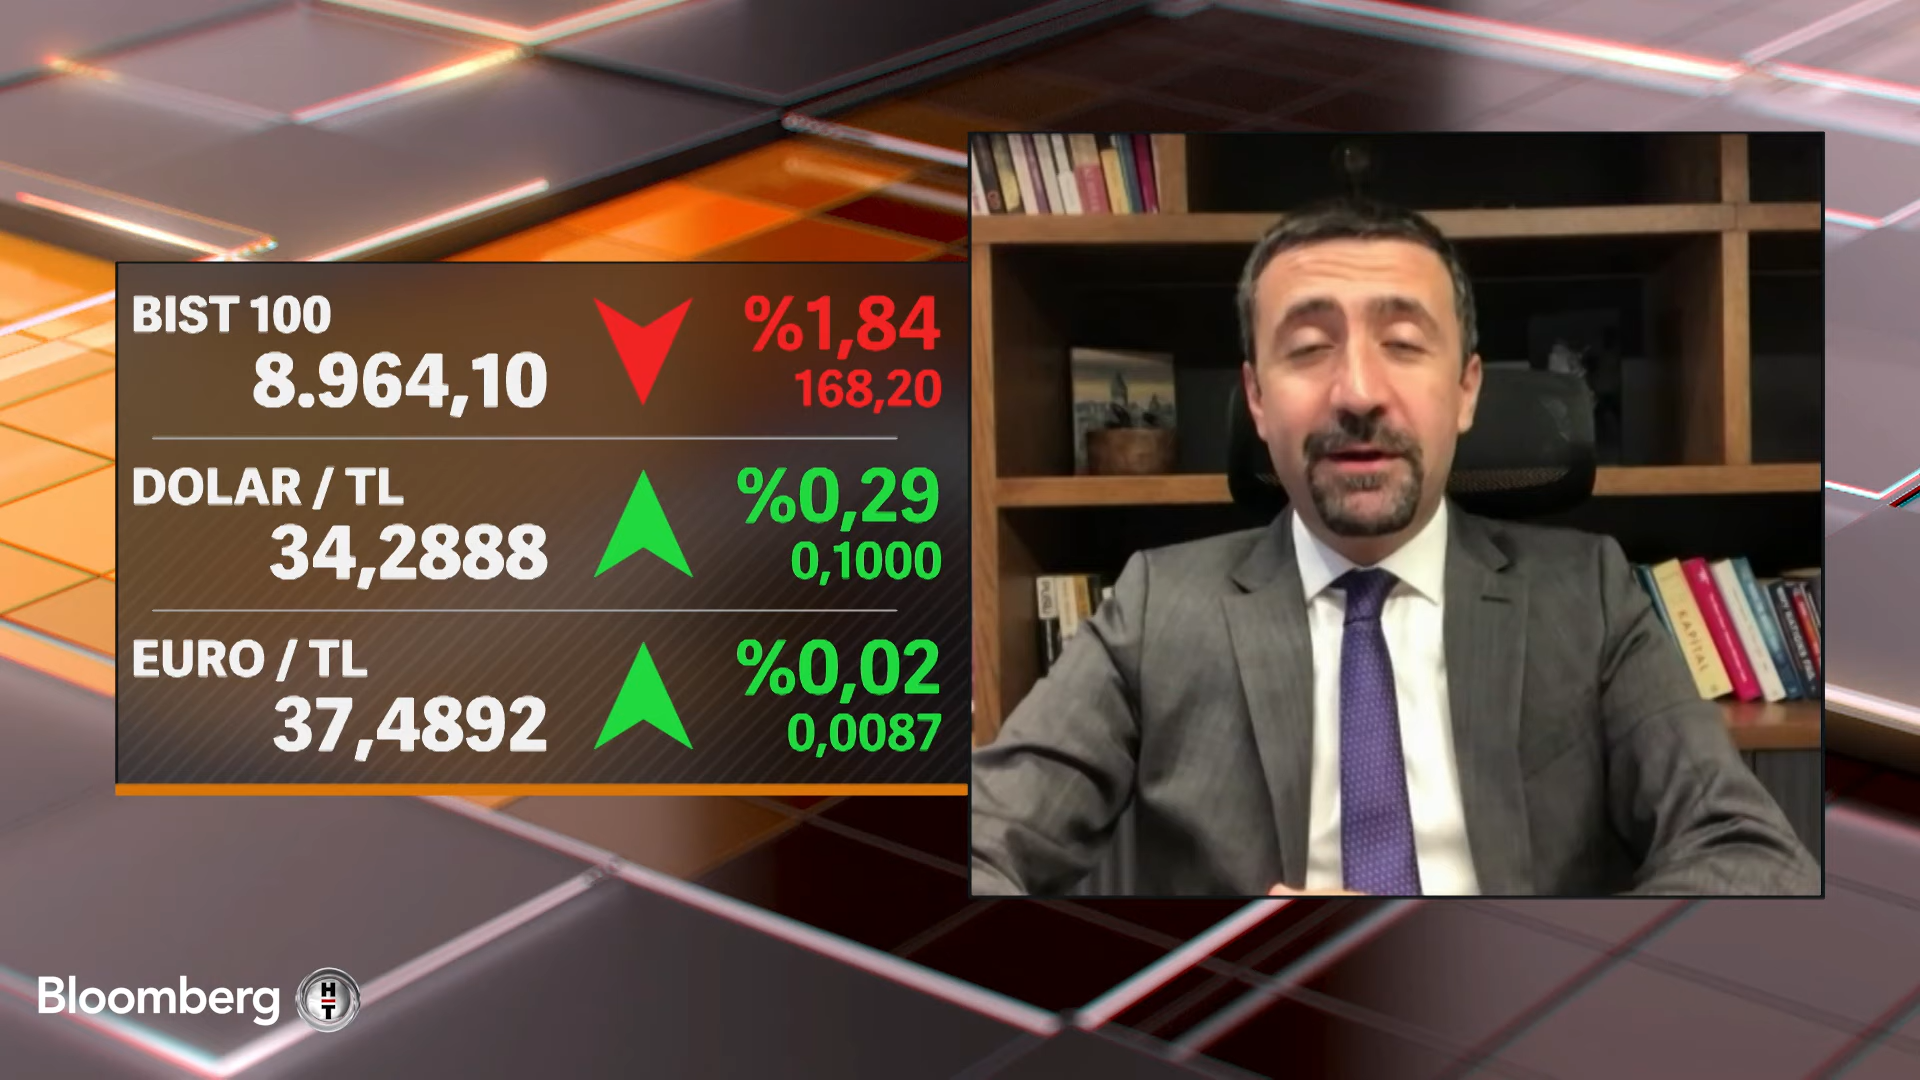 BIST 100
8.964,10
%1,84
168,20
DOLAR / TL
34,2888
%0,29
0,1000
EURO / TL
37,4892
%0,02
0,0087
KAPİTAL
Bloomberg HT